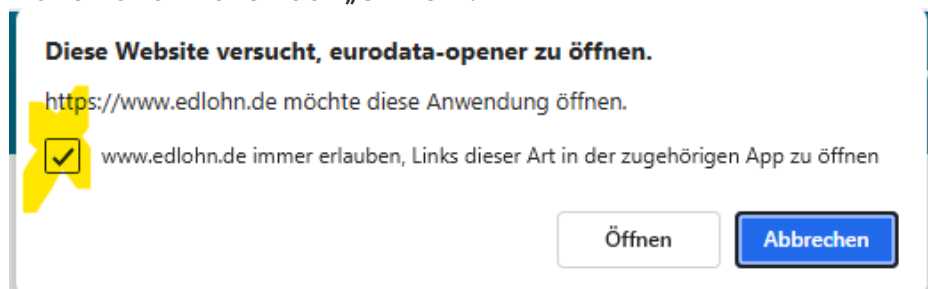 Diese Website versucht, eurodata-opener zu öffnen.
https://www.edlohn.de möchte diese Anwendung öffnen.
www.edlohn.de immer erlauben, Links dieser Art in der zugehörigen App zu öffnen
Öffnen
Abbrechen